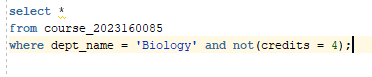 select *
from course_2023160085
where dept_name = 'Biology' and not(credits = 4);